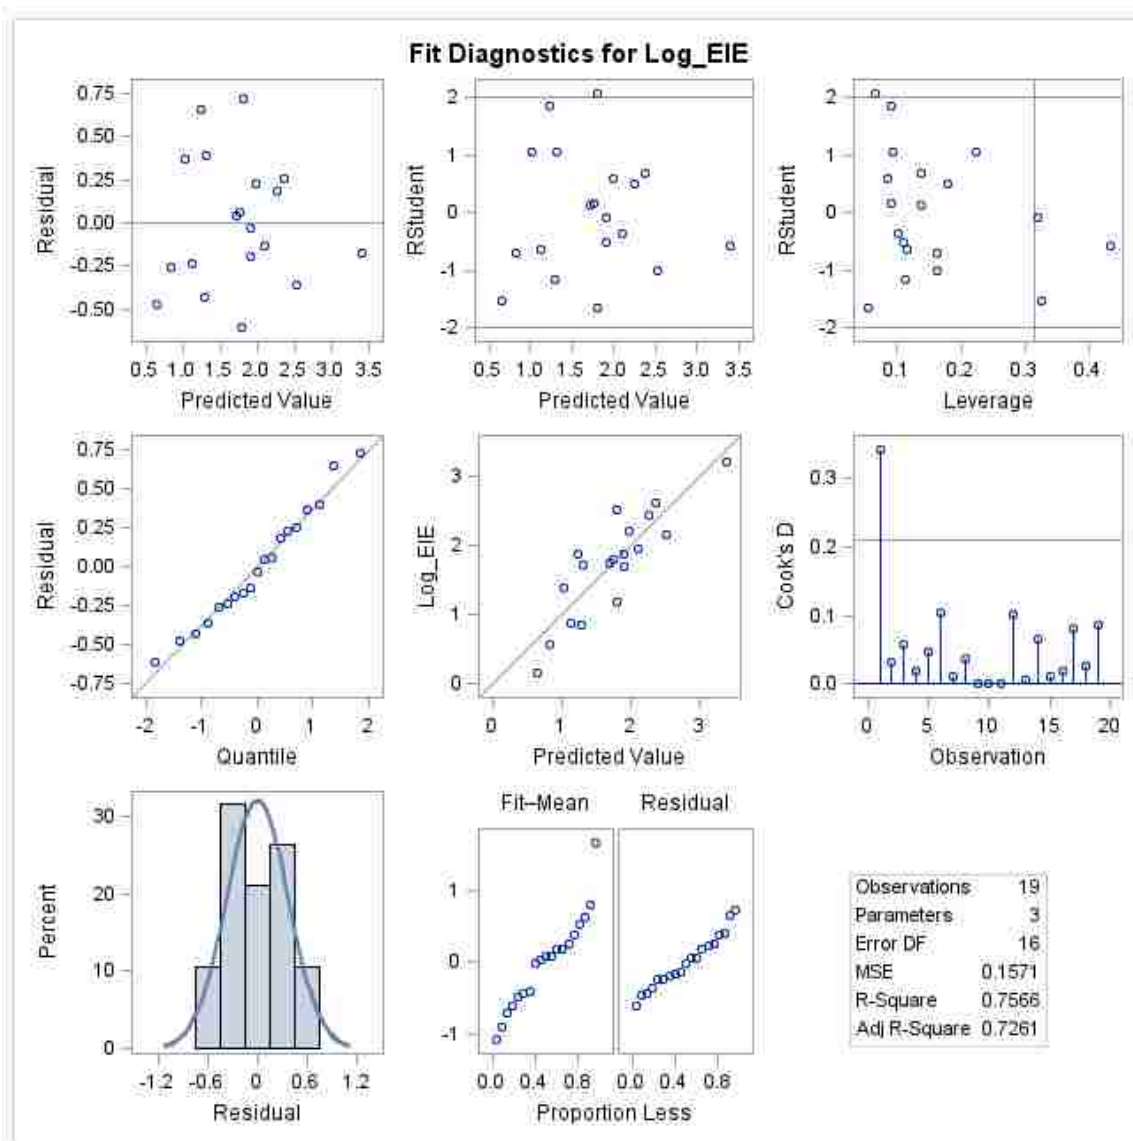 Fit Diagnostics for Log_EIE
Residual
0.75
0.50
0.25
0.00
-0.25
-0.50
0.5 1.0 1.5 2.0 2.5 3.0 3.5
Predicted Value
RStudent
2
1
0
-1
-2
0.5 1.0 1.5 2.0 2.5 3.0 3.5
Predicted Value
RStudent
2
1
0
-1
-2
0.1 0.2 0.3 0.4
Leverage
Residual
0.75
0.50
0.25
0.00
-0.25
-0.50
-0.75
-2 -1 0 1 2
Quantile
Log_EIE
3
2
1
0
0 1 2 3
Predicted Value
Cook's D
0.3
0.2
0.1
0.0
0 5 10 15 20
Observation
Percent
30
20
10
0
-1.2 -0.6 0 0.6 1.2
Residual
Fit–Mean Residual
1
0
-1
0.0 0.4 0.8 0.0 0.4 0.8
Proportion Less
Observations 19
Parameters 3
Error DF 16
MSE 0.1571
R-Square 0.7566
Adj R-Square 0.7261